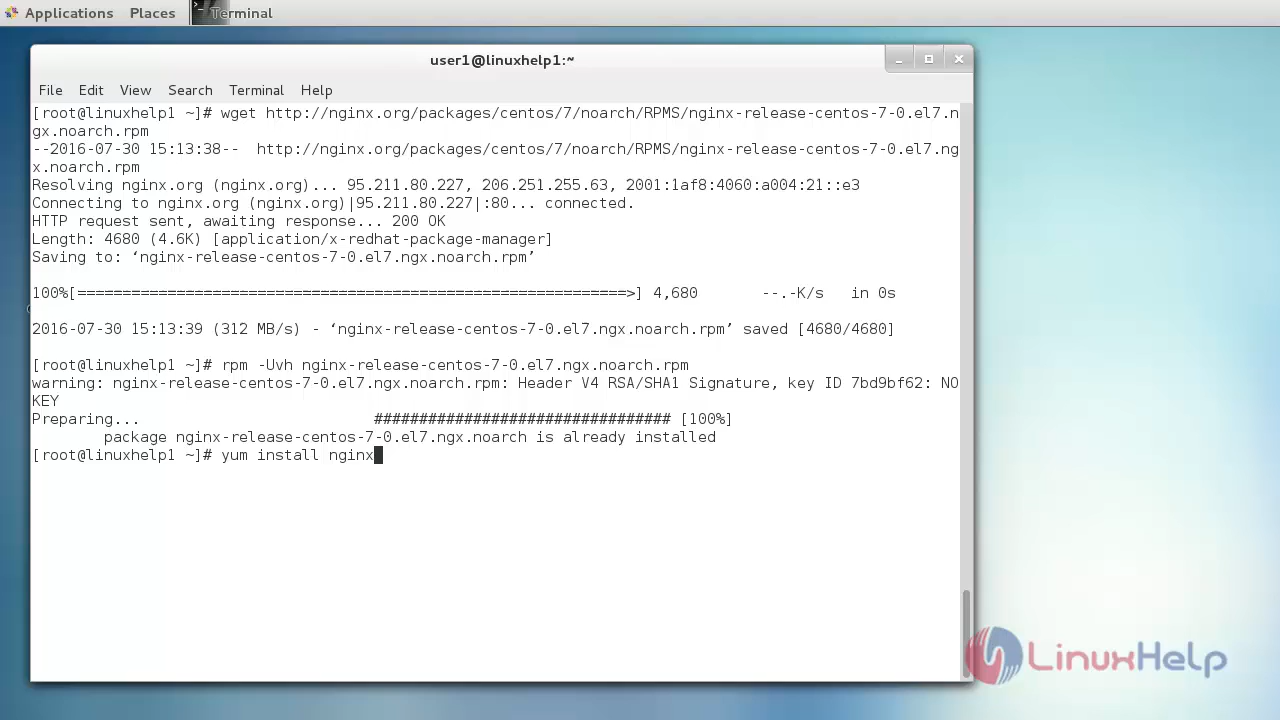 Applications Places Terminal
user1@linuxhelp1:~
File Edit View Search Terminal Help
[root@linuxhelp1 ~]# wget http://nginx.org/packages/centos/7/noarch/RPMS/nginx-release-centos-7-0.el7.n
gx.noarch.rpm
--2016-07-30 15:13:38--  http://nginx.org/packages/centos/7/noarch/RPMS/nginx-release-centos-7-0.el7.ng
x.noarch.rpm
Resolving nginx.org (nginx.org)... 95.211.80.227, 206.251.255.63, 2001:1af8:4060:a004:21::e3
Connecting to nginx.org (nginx.org)|95.211.80.227|:80... connected.
HTTP request sent, awaiting response... 200 OK
Length: 4680 (4.6K) [application/x-redhat-package-manager]
Saving to: ‘nginx-release-centos-7-0.el7.ngx.noarch.rpm’
100%[=============================================================>] 4,680       --.-K/s   in 0s
2016-07-30 15:13:39 (312 MB/s) - ‘nginx-release-centos-7-0.el7.ngx.noarch.rpm’ saved [4680/4680]
[root@linuxhelp1 ~]# rpm -Uvh nginx-release-centos-7-0.el7.ngx.noarch.rpm
warning: nginx-release-centos-7-0.el7.ngx.noarch.rpm: Header V4 RSA/SHA1 Signature, key ID 7bd9bf62: NO
KEY
Preparing...                          ################################# [100%]
        package nginx-release-centos-7-0.el7.ngx.noarch is already installed
[root@linuxhelp1 ~]# yum install nginx
LinuxHelp